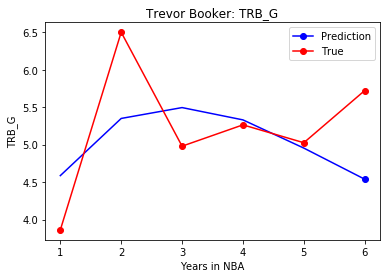 Trevor Booker: TRB_G
Prediction
True
6.5
6.0
5.5
5.0
4.5
4.0
TRB_G
1 2 3 4 5 6
Years in NBA